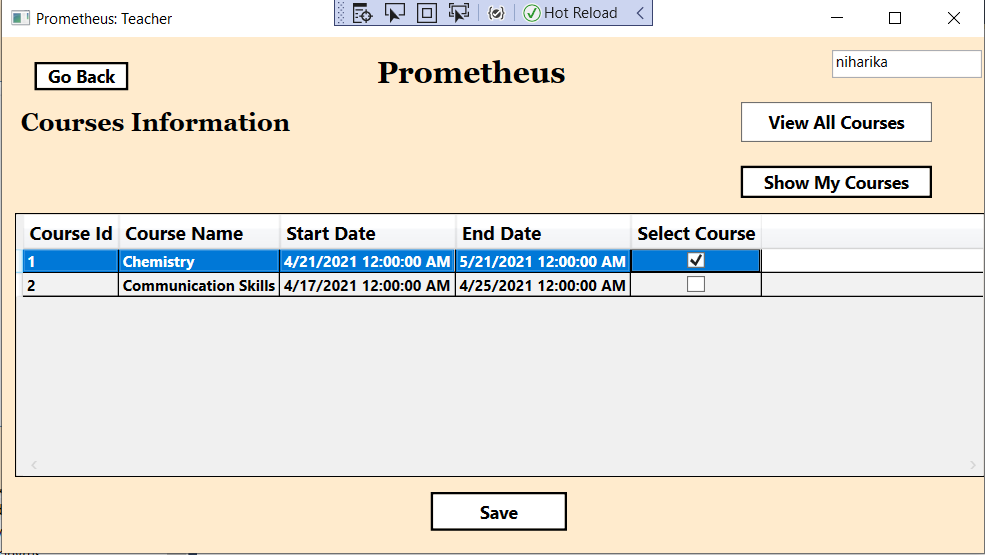 Prometheus: Teacher
Hot Reload
Go Back
Prometheus
niharika
Courses Information
View All Courses
Show My Courses
Course Id Course Name Start Date End Date Select Course
1 Chemistry 4/21/2021 12:00:00 AM 5/21/2021 12:00:00 AM
2 Communication Skills 4/17/2021 12:00:00 AM 4/25/2021 12:00:00 AM
Save